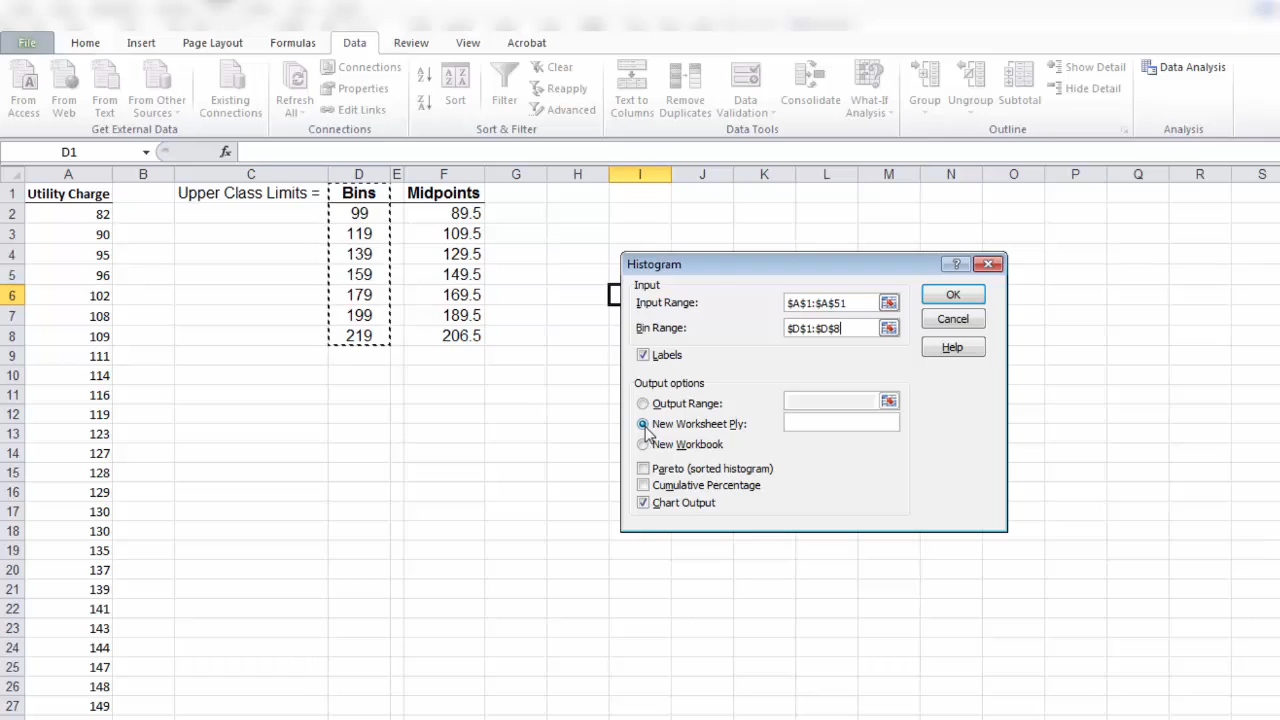 File Home Insert Page Layout Formulas Data Review View Acrobat
From Access From Web From Text From Other Sources Existing Connections Refresh All Connections Properties Edit Links Sort Filter Clear Reapply Advanced Text to Columns Remove Duplicates Data Validation Consolidate What-If Analysis Group Ungroup Subtotal Show Detail Hide Detail Data Analysis
Get External Data Connections Sort & Filter Data Tools Outline Analysis
D1 fx
A B C D E F G H I J K L M N O P Q R S
1 Utility Charge Upper Class Limits = Bins Midpoints
2 82 99 89.5
3 90 119 109.5
4 95 139 129.5
5 96 159 149.5
6 102 179 169.5
7 108 199 189.5
8 109 219 206.5
9 111
10 114
11 116
12 119
13 123
14 127
15 128
16 129
17 130
18 130
19 135
20 137
21 139
22 141
23 143
24 144
25 147
26 148
27 149
Histogram ?
Input
Input Range: $A$1:$A$51 OK
Bin Range: $D$1:$D$8 Cancel
Labels Help
Output options
Output Range:
New Worksheet Ply:
New Workbook
Pareto (sorted histogram)
Cumulative Percentage
Chart Output